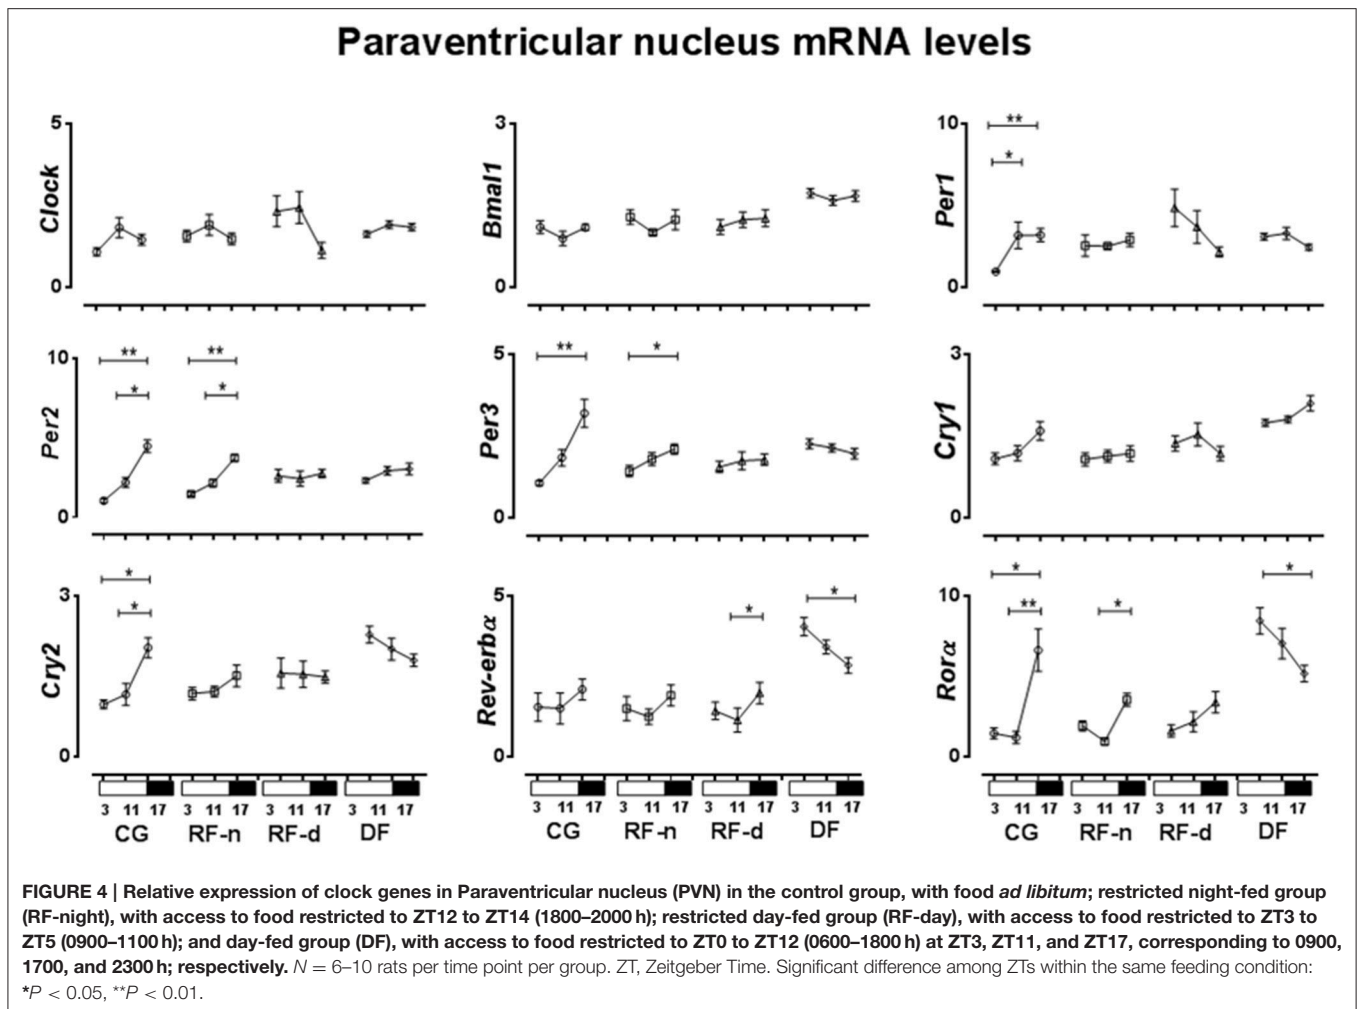 Paraventricular nucleus mRNA levels
5
Clock
0
3
Bmal1
0
**
*
10
Per1
0
** **
* *
10
Per2
0
** *
5
Per3
0
3
Cry1
0
*
*
3
Cry2
0
* *
5
Rev-erbα
0
* *
** *
10
Rorα
0
3 11 17 3 11 17 3 11 17 3 11 17
CG RF-n RF-d DF
3 11 17 3 11 17 3 11 17 3 11 17
CG RF-n RF-d DF
3 11 17 3 11 17 3 11 17 3 11 17
CG RF-n RF-d DF
FIGURE 4 | Relative expression of clock genes in Paraventricular nucleus (PVN) in the control group, with food ad libitum; restricted night-fed group
(RF-night), with access to food restricted to ZT12 to ZT14 (1800–2000 h); restricted day-fed group (RF-day), with access to food restricted to ZT3 to
ZT5 (0900–1100 h); and day-fed group (DF), with access to food restricted to ZT0 to ZT12 (0600–1800 h) at ZT3, ZT11, and ZT17, corresponding to 0900,
1700, and 2300 h; respectively. N = 6–10 rats per time point per group. ZT, Zeitgeber Time. Significant difference among ZTs within the same feeding condition:
*P < 0.05, **P < 0.01.